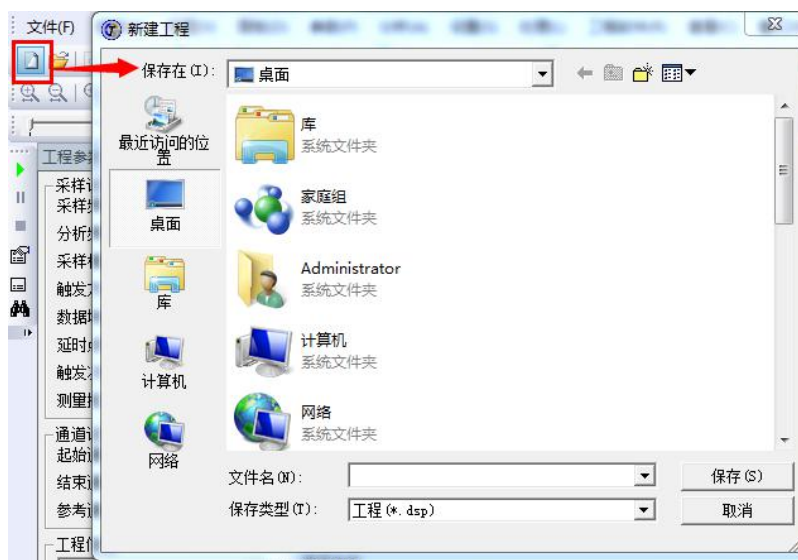 文件(F)
新建工程
保存在(I):
桌面
最近访问的位
置
桌面
库
计算机
网络
库
系统文件夹
家庭组
系统文件夹
Administrator
系统文件夹
计算机
系统文件夹
网络
系统文件夹
文件名(N):
保存(S)
保存类型(T):
工程(*.dsp)
取消
工程参
采样
采样
分析
采样
触发
数据
延时
触发
测量
通道
起始
结束
参考
工程